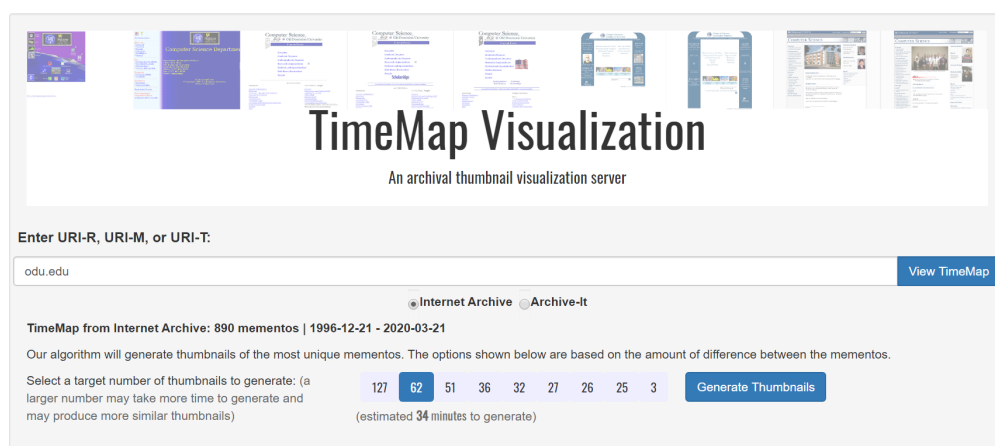 Computer Science Department
Computer Science,
Computer Science,
Computer Science,
TimeMap Visualization
An archival thumbnail visualization server
Enter URI-R, URI-M, or URI-T:
odu.edu
View TimeMap
Internet Archive Archive-It
TimeMap from Internet Archive: 890 mementos | 1996-12-21 - 2020-03-21
Our algorithm will generate thumbnails of the most unique mementos. The options shown below are based on the amount of difference between the mementos.
Select a target number of thumbnails to generate: (a
larger number may take more time to generate and
may produce more similar thumbnails)
127 62 51 36 32 27 26 25 3
Generate Thumbnails
(estimated 34 minutes to generate)